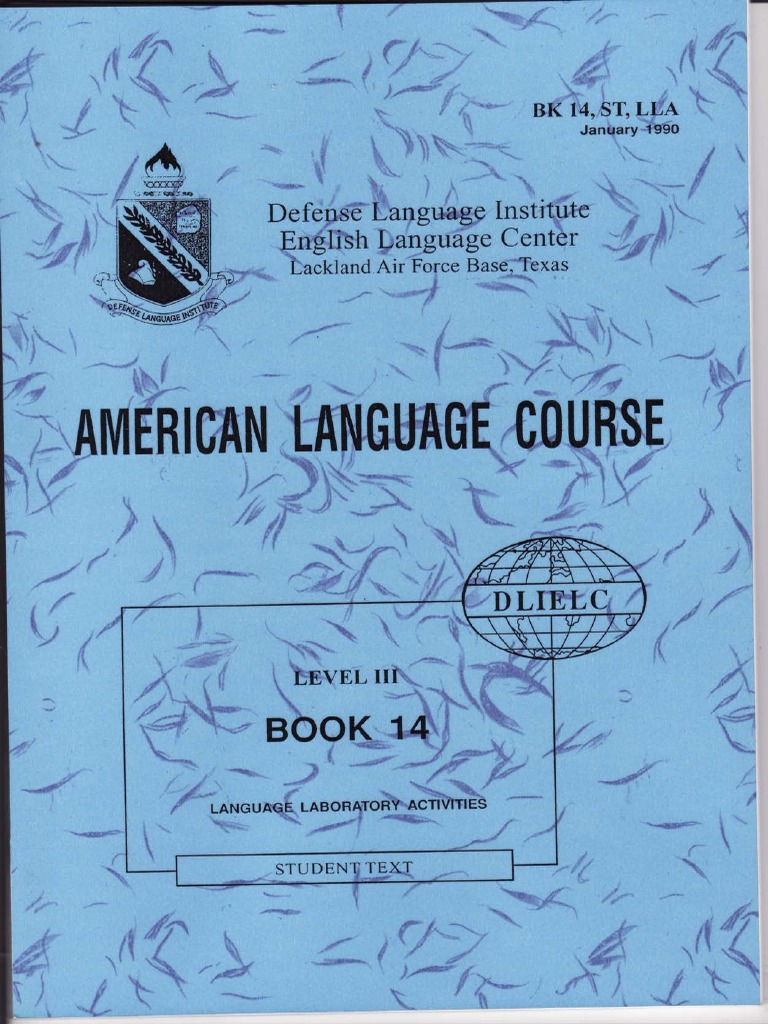 BK 14, ST, LLA
January 1990
Defense Language Institute
English Language Center
Lackland Air Force Base, Texas
DEFENSE LANGUAGE INSTITUTE
AMERICAN LANGUAGE COURSE
DLIELC
LEVEL III
BOOK 14
LANGUAGE LABORATORY ACTIVITIES
STUDENT TEXT